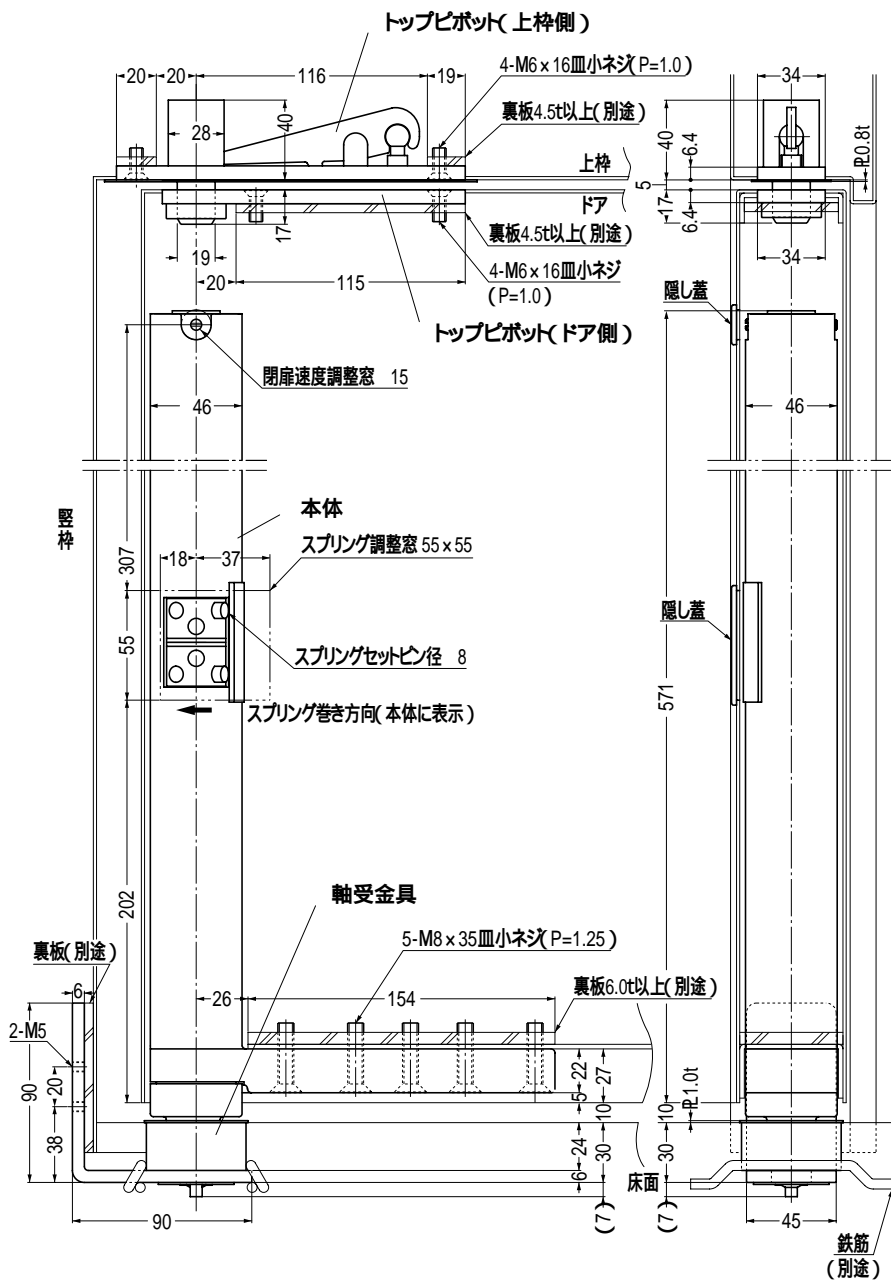 トップピボット(上枠側)
20 20 116 19
4-M6×16皿小ネジ(P=1.0)
34
28 40
裏板4.5t以上(別途)
40 6.4
PL0.8t
上枠
5
ドア
17
17 6.4
裏板4.5t以上(別途)
19
20 115
4-M6×16皿小ネジ
(P=1.0)
34
トップピボット(ドア側)
隠し蓋
閉扉速度調整窓 15
46
46
竪枠
本体
307
18 37
スプリング調整窓 55×55
55
隠し蓋
スプリングセットピン径 8
スプリング巻き方向(本体に表示)
571
202
軸受金具
5-M8×35皿小ネジ(P=1.25)
裏板(別途)
6
26 154
裏板6.0t以上(別途)
2-M5
90 20 38
22 27
5 10
10
PL1.0t
24 30
30
6
床面
(7)
(7)
90
45
鉄筋
(別途)